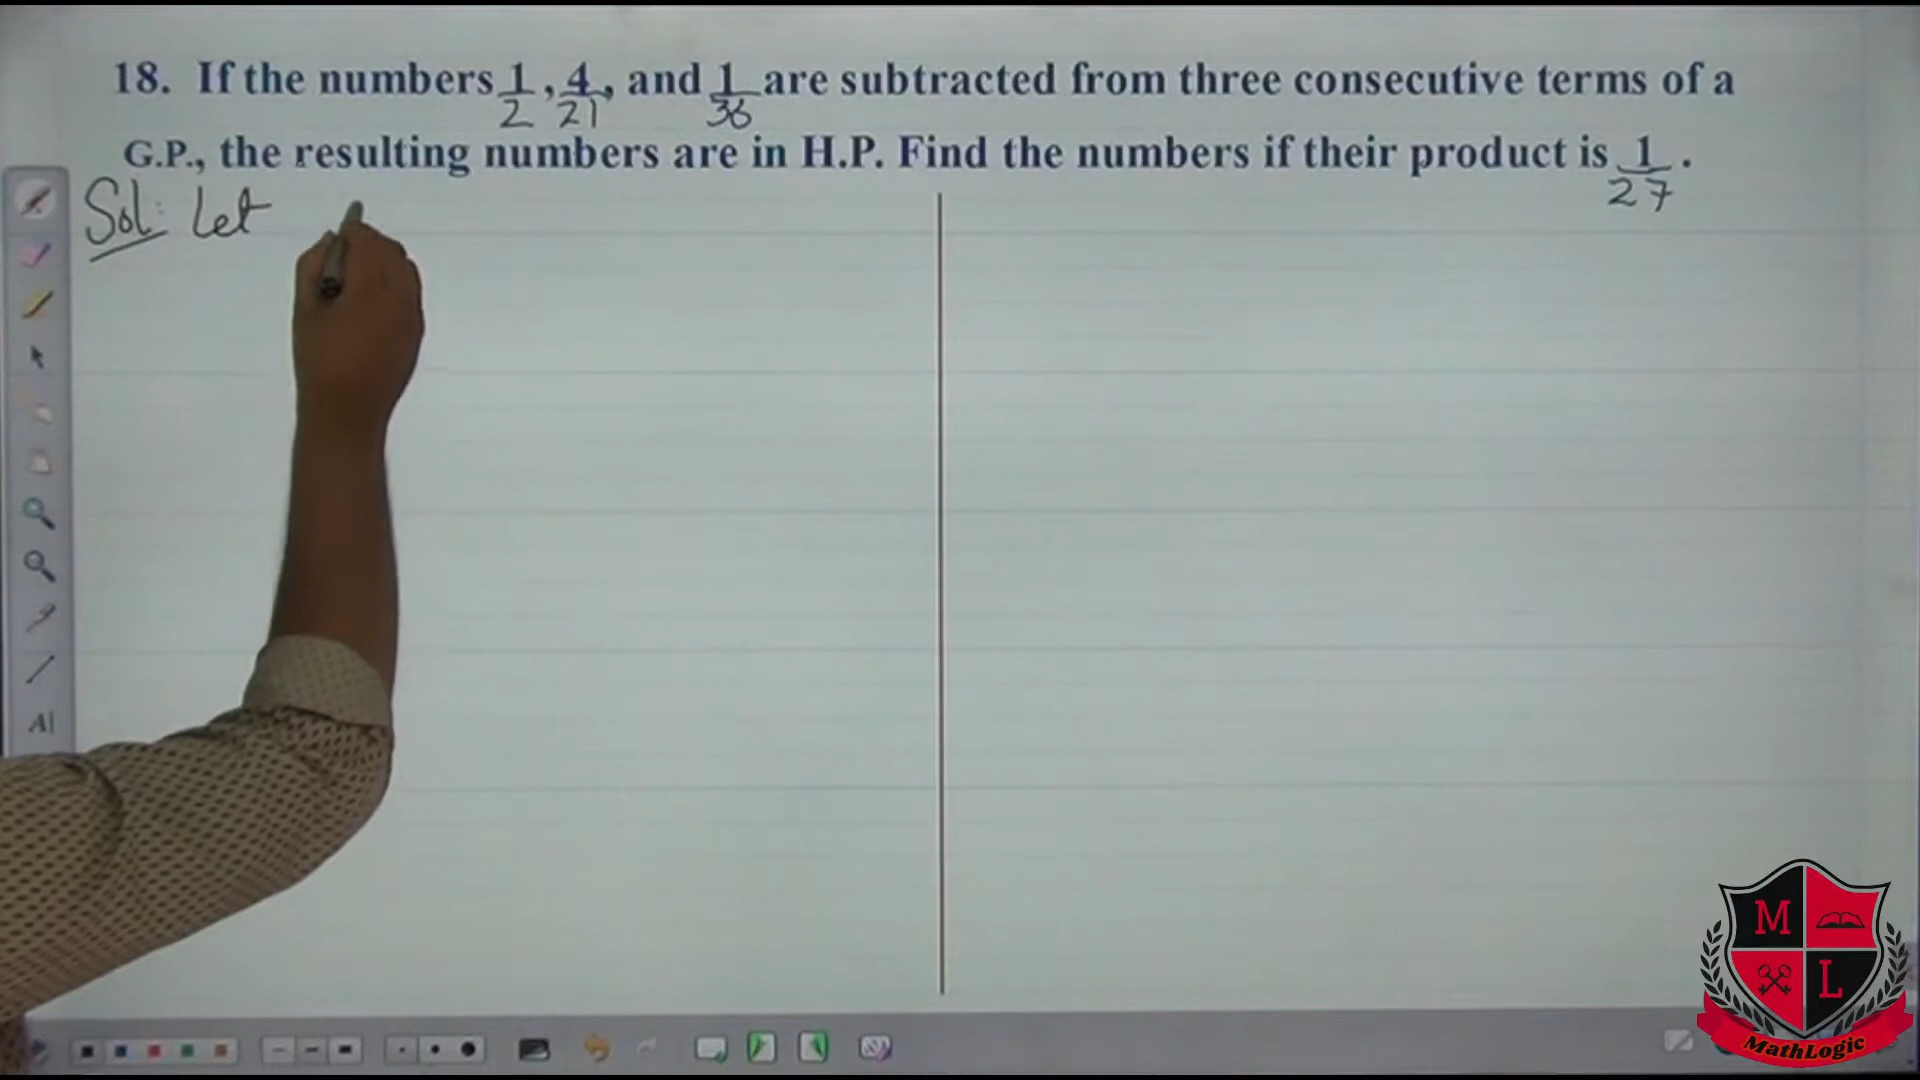 18. If the numbers 1/2, 4/21, and 1/36 are subtracted from three consecutive terms of a
G.P., the resulting numbers are in H.P. Find the numbers if their product is 1/27.
Sol: Let
A
M
L
MathLogic